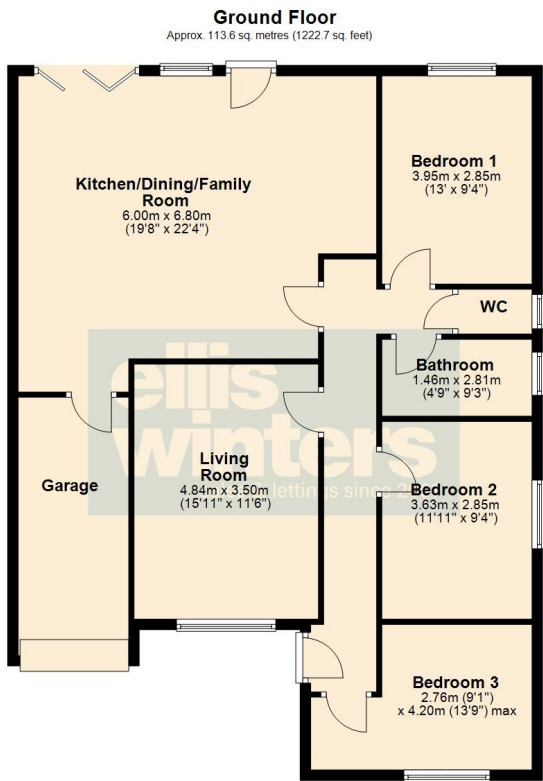 Ground Floor
Approx. 113.6 sq. metres (1222.7 sq. feet)
Kitchen/Dining/Family
Room
6.00m x 6.80m
(19'8" x 22'4")
Bedroom 1
3.95m x 2.85m
(13' x 9'4")
WC
Bathroom
1.46m x 2.81m
(4'9" x 9'3")
ellis
winters
lettings since
Garage
Living
Room
4.84m x 3.50m
(15'11" x 11'6")
Bedroom 2
3.63m x 2.85m
(11'11" x 9'4")
Bedroom 3
2.76m (9'1")
x 4.20m (13'9") max